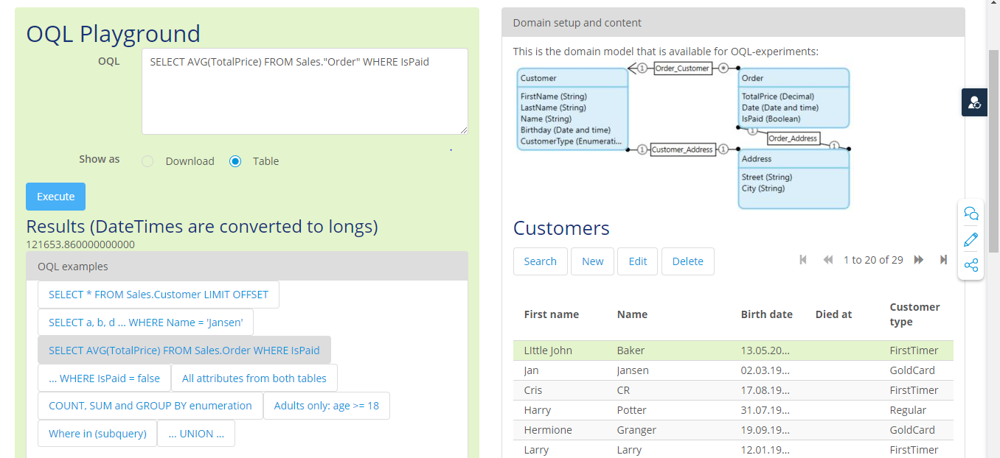 OQL Playground
OQL
SELECT AVG(TotalPrice) FROM Sales."Order" WHERE IsPaid
Show as
Download
Table
Execute
Results (DateTimes are converted to longs)
121653.860000000000
OQL examples
SELECT * FROM Sales.Customer LIMIT OFFSET
SELECT a, b, d ... WHERE Name = 'Jansen'
SELECT AVG(TotalPrice) FROM Sales.Order WHERE IsPaid
... WHERE IsPaid = false
All attributes from both tables
COUNT, SUM and GROUP BY enumeration
Adults only: age >= 18
Where in (subquery)
... UNION ...
Domain setup and content
This is the domain model that is available for OQL-experiments:
Customer
FirstName (String)
LastName (String)
Name (String)
Birthday (Date and time)
CustomerType (Enumerati...
1 Order_Customer *
Order
TotalPrice (Decimal)
Date (Date and time)
IsPaid (Boolean)
1 Order_Address 1
1 Customer_Address 1
Address
Street (String)
City (String)
Customers
Search New Edit Delete
1 to 20 of 29
First name Name Birth date Died at Customer type
LIttle John Baker 13.05.20... FirstTimer
Jan Jansen 02.03.19... GoldCard
Cris CR 17.08.19... FirstTimer
Harry Potter 31.07.19... Regular
Hermione Granger 19.09.19... GoldCard
Larry Larry 12.01.19... FirstTimer